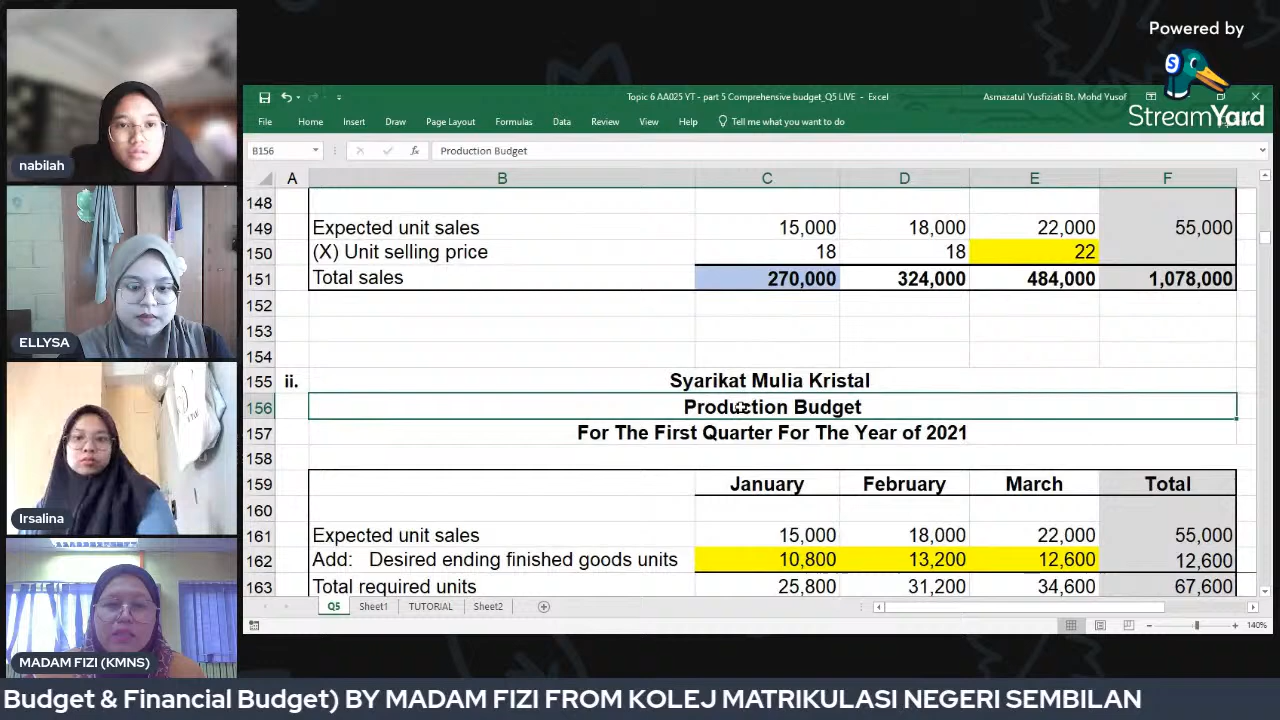 Powered by
S
StreamYard
nabilah
ELLYSA
Irsalina
MADAM FIZI (KMNS)
Topic 6 AA025 YT - part 5 Comprehensive budget_Q5 LIVE - Excel
Asmazatul Yusfiziati Bt. Mohd Yusof
File Home Insert Draw Page Layout Formulas Data Review View Help Tell me what you want to do
B156 fx Production Budget
A B C D E F
148
149 Expected unit sales 15,000 18,000 22,000 55,000
150 (X) Unit selling price 18 18 22
151 Total sales 270,000 324,000 484,000 1,078,000
152
153
154
155 ii. Syarikat Mulia Kristal
156 Production Budget
157 For The First Quarter For The Year of 2021
158
159 January February March Total
160
161 Expected unit sales 15,000 18,000 22,000 55,000
162 Add: Desired ending finished goods units 10,800 13,200 12,600 12,600
163 Total required units 25,800 31,200 34,600 67,600
Q5 Sheet1 TUTORIAL Sheet2
140%
Budget & Financial Budget) BY MADAM FIZI FROM KOLEJ MATRIKULASI NEGERI SEMBILAN